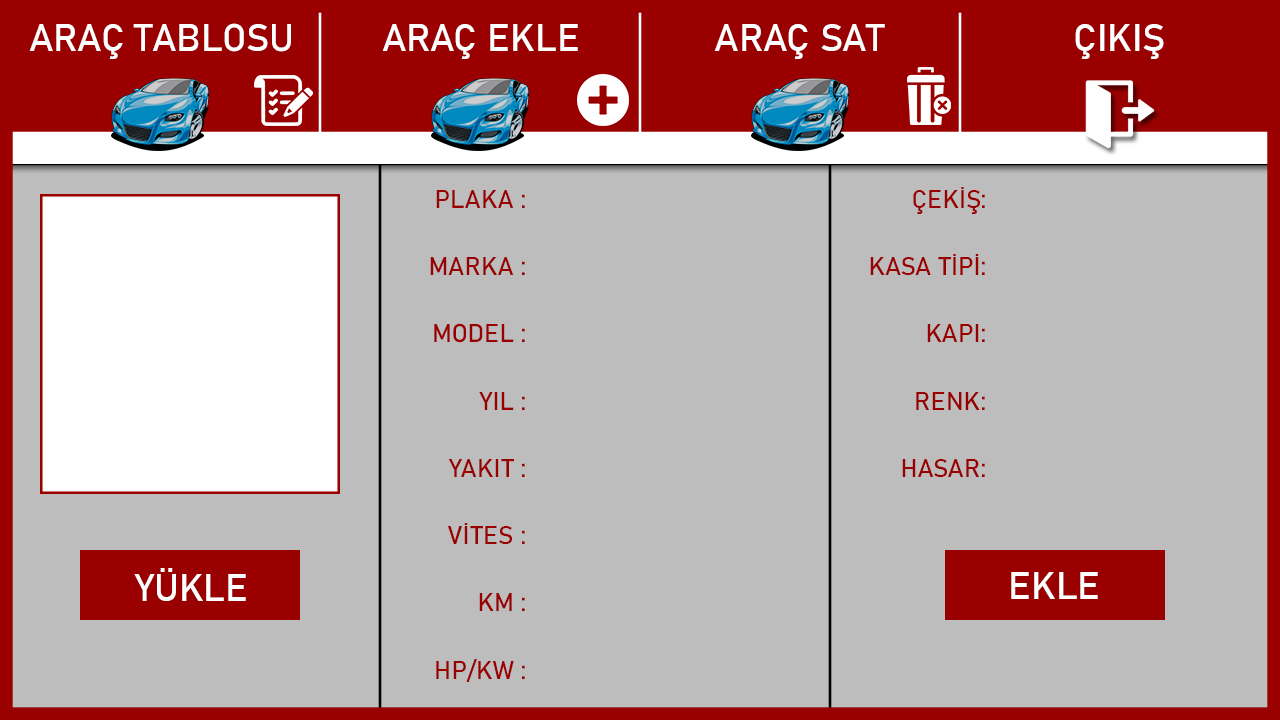 ARAÇ TABLOSU
ARAÇ EKLE
ARAÇ SAT
ÇIKIŞ
PLAKA :
MARKA :
MODEL :
YIL :
YAKIT :
VİTES :
KM :
HP/KW :
ÇEKİŞ:
KASA TİPİ:
KAPI:
RENK:
HASAR:
YÜKLE
EKLE